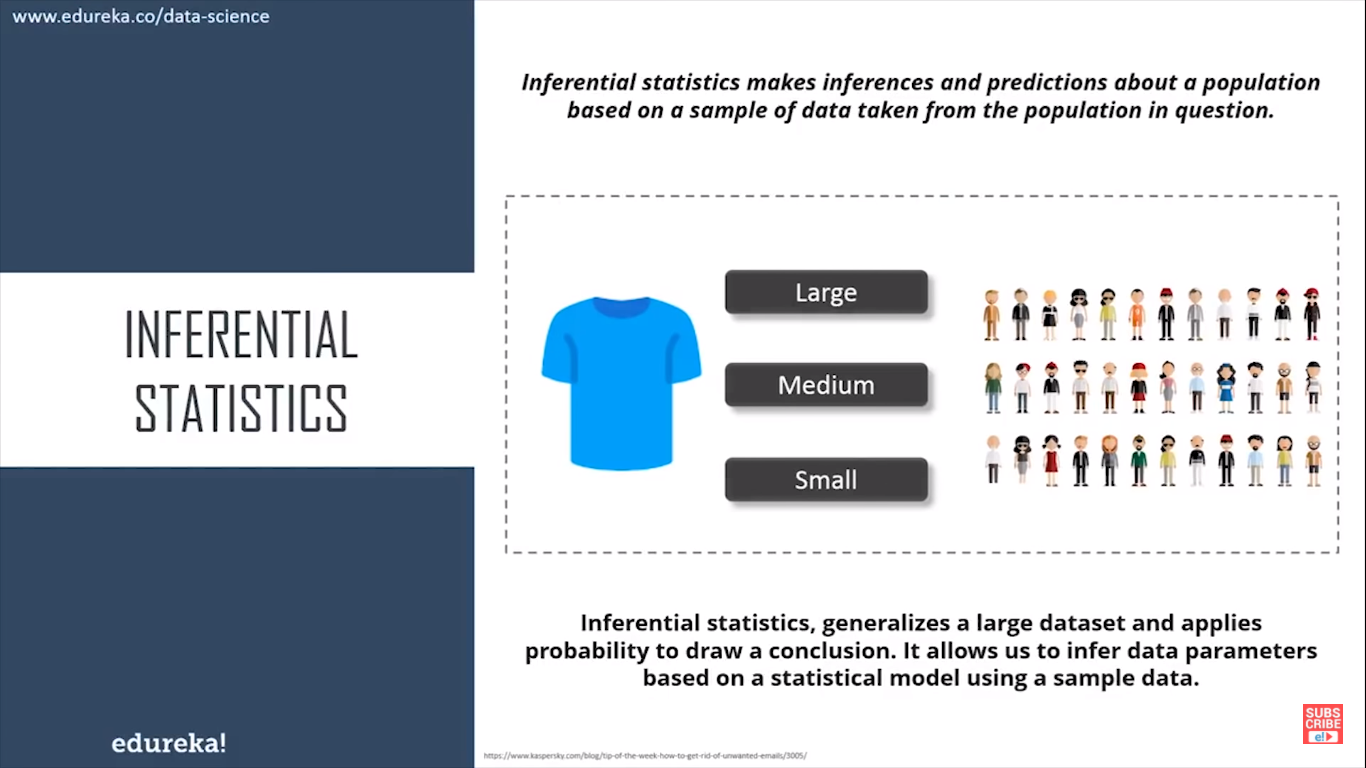 www.edureka.co/data-science
INFERENTIAL
STATISTICS
edureka!
Inferential statistics makes inferences and predictions about a population
based on a sample of data taken from the population in question.
Large
Medium
Small
Inferential statistics, generalizes a large dataset and applies
probability to draw a conclusion. It allows us to infer data parameters
based on a statistical model using a sample data.
https://www.kaspersky.com/blog/tip-of-the-week-how-to-get-rid-of-unwanted-emails/3005/
SUBS
CRIBE
e!